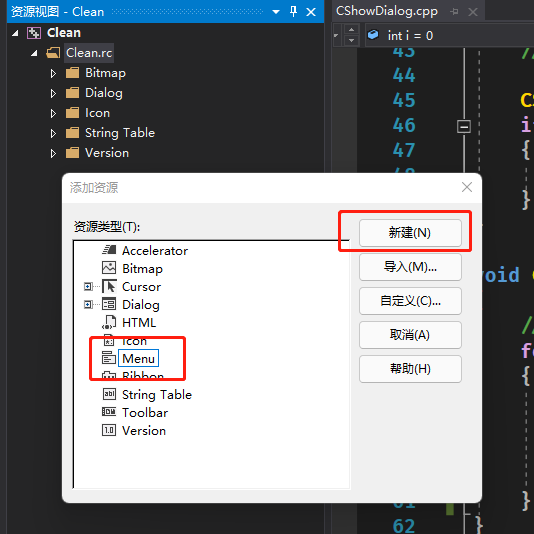 资源视图 - Clean
CShowDialog.cpp
Clean
int i = 0
Clean.rc
43
//
Bitmap
44
Dialog
45
Icon
46
String Table
47
{
Version
添加资源
资源类型(T):
新建(N)
}
Accelerator
Bitmap
导入(M)...
Cursor
Dialog
自定义(C)...
HTML
//
Icon
取消(A)
Menu
Ribbon
帮助(H)
{
String Table
Toolbar
Version
61
}
62
}